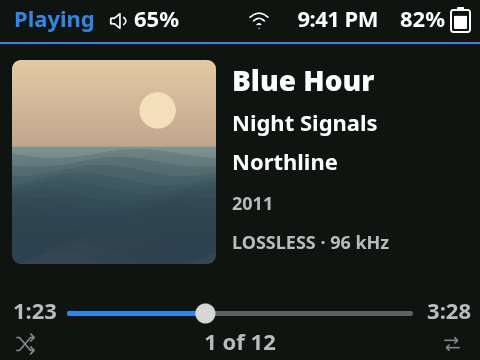 Playing 65% 9:41 PM 82%
Blue Hour
Night Signals
Northline
2011
LOSSLESS · 96 kHz
1:23 3:28
1 of 12